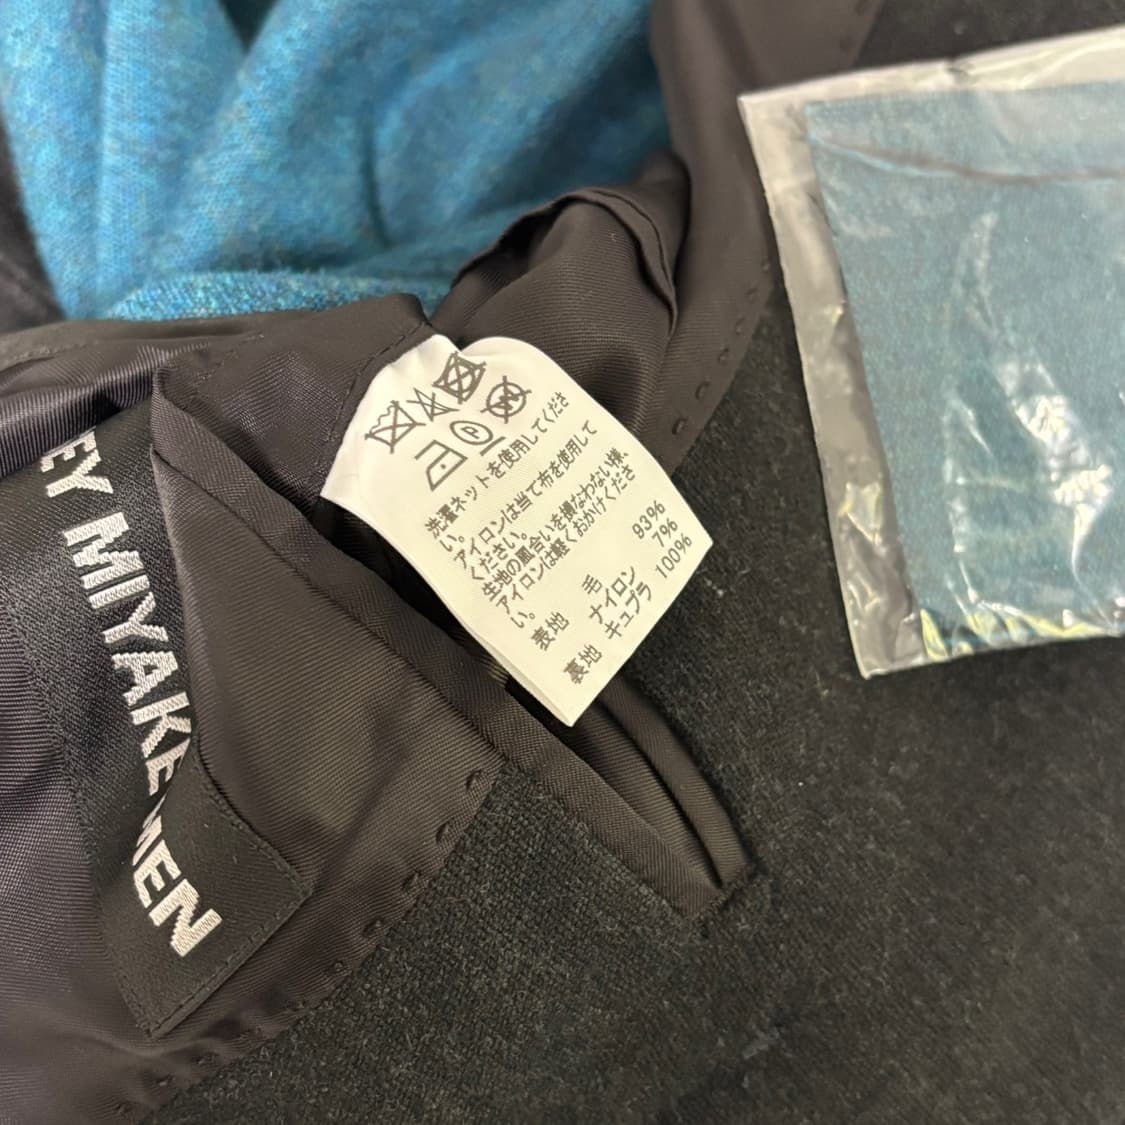 EY MIYAKE MEN
P
洗濯ネットを使用してくださ
い。
アイロンは当て布を使用して
ください。
生地の風合いを損なわない様、
アイロンは軽くおかけくださ
い。
表地 毛 93%
ナイロン 7%
裏地 キュプラ 100%